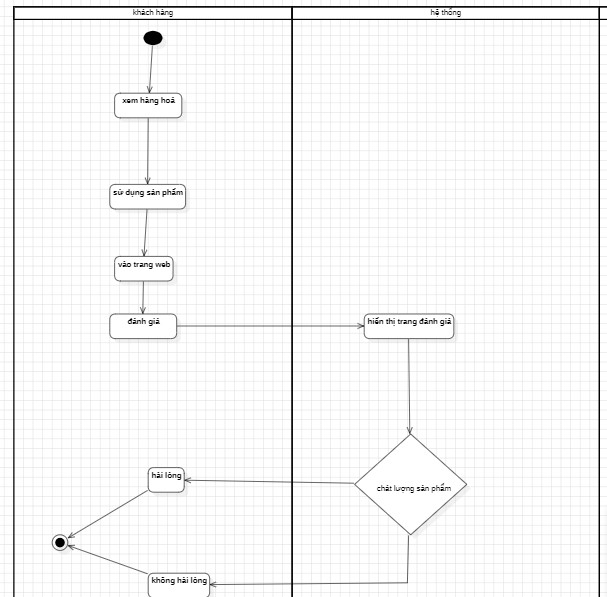 khách hàng
hệ thống
xem hàng hoá
sử dụng sản phẩm
vào trang web
đánh giá
hiển thị trang đánh giá
hài lòng
chất lượng sản phẩm
không hài lòng